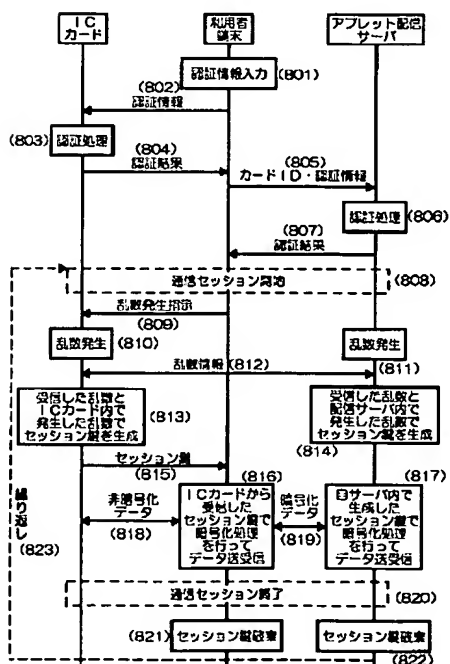 IC
カード
利用者
端末
アプレット配信
サーバ
認証情報入力
(801)
(802)
認証情報
(803)
認証処理
(804)
認証結果
(805)
カードID・認証情報
認証処理
(806)
(807)
認証結果
通信セッション開始
(808)
乱数発生指示
(809)
乱数発生
(810)
乱数発生
(811)
乱数情報(812)
受信した乱数と
ICカード内で
発生した乱数で
セッション鍵を生成
(813)
受信した乱数と
配信サーバ内で
発生した乱数で
セッション鍵を生成
(814)
セッション鍵
(815)
(816)
ICカードから
受信した
セッション鍵で
暗号化処理
を行って
データ送受信
(817)
自サーバ内で
生成した
セッション鍵で
暗号化処理
を行って
データ送受信
非暗号化
データ
(818)
暗号化
データ
(819)
繰り返し
(823)
通信セッション終了
(820)
(821)
セッション鍵破棄
セッション鍵破棄
(822)